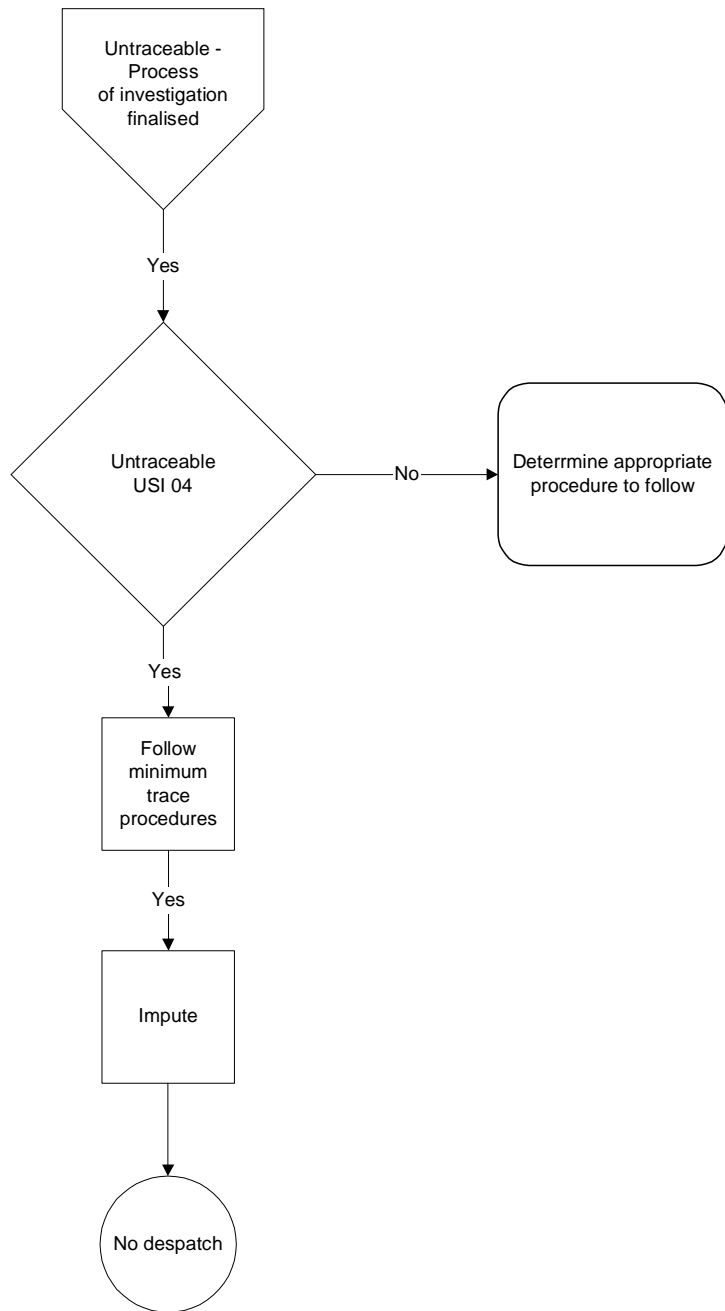 Untraceable -
Process
of investigation
finalised
Yes
Untraceable
USI 04
No
Deterrmine appropriate
procedure to follow
Yes
Follow
minimum
trace
procedures
Yes
Impute
No despatch